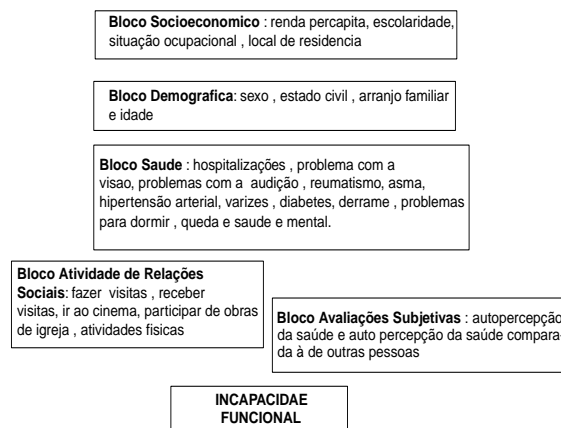 Bloco Socioeconomico : renda percapita, escolaridade,
situação ocupacional , local de residencia
Bloco Demografica: sexo , estado civil , arranjo familiar
e idade
Bloco Saude : hospitalizações , problema com a
visao, problemas com a audição , reumatismo, asma,
hipertensão arterial, varizes , diabetes, derrame , problemas
para dormir , queda e saude e mental.
Bloco Atividade de Relações
Sociais: fazer visitas , receber
visitas, ir ao cinema, participar de obras
de igreja , atividades fisicas
Bloco Avaliações Subjetivas : autopercepção
da saúde e auto percepção da saúde compara-
da à de outras pessoas
INCAPACIDAE
FUNCIONAL